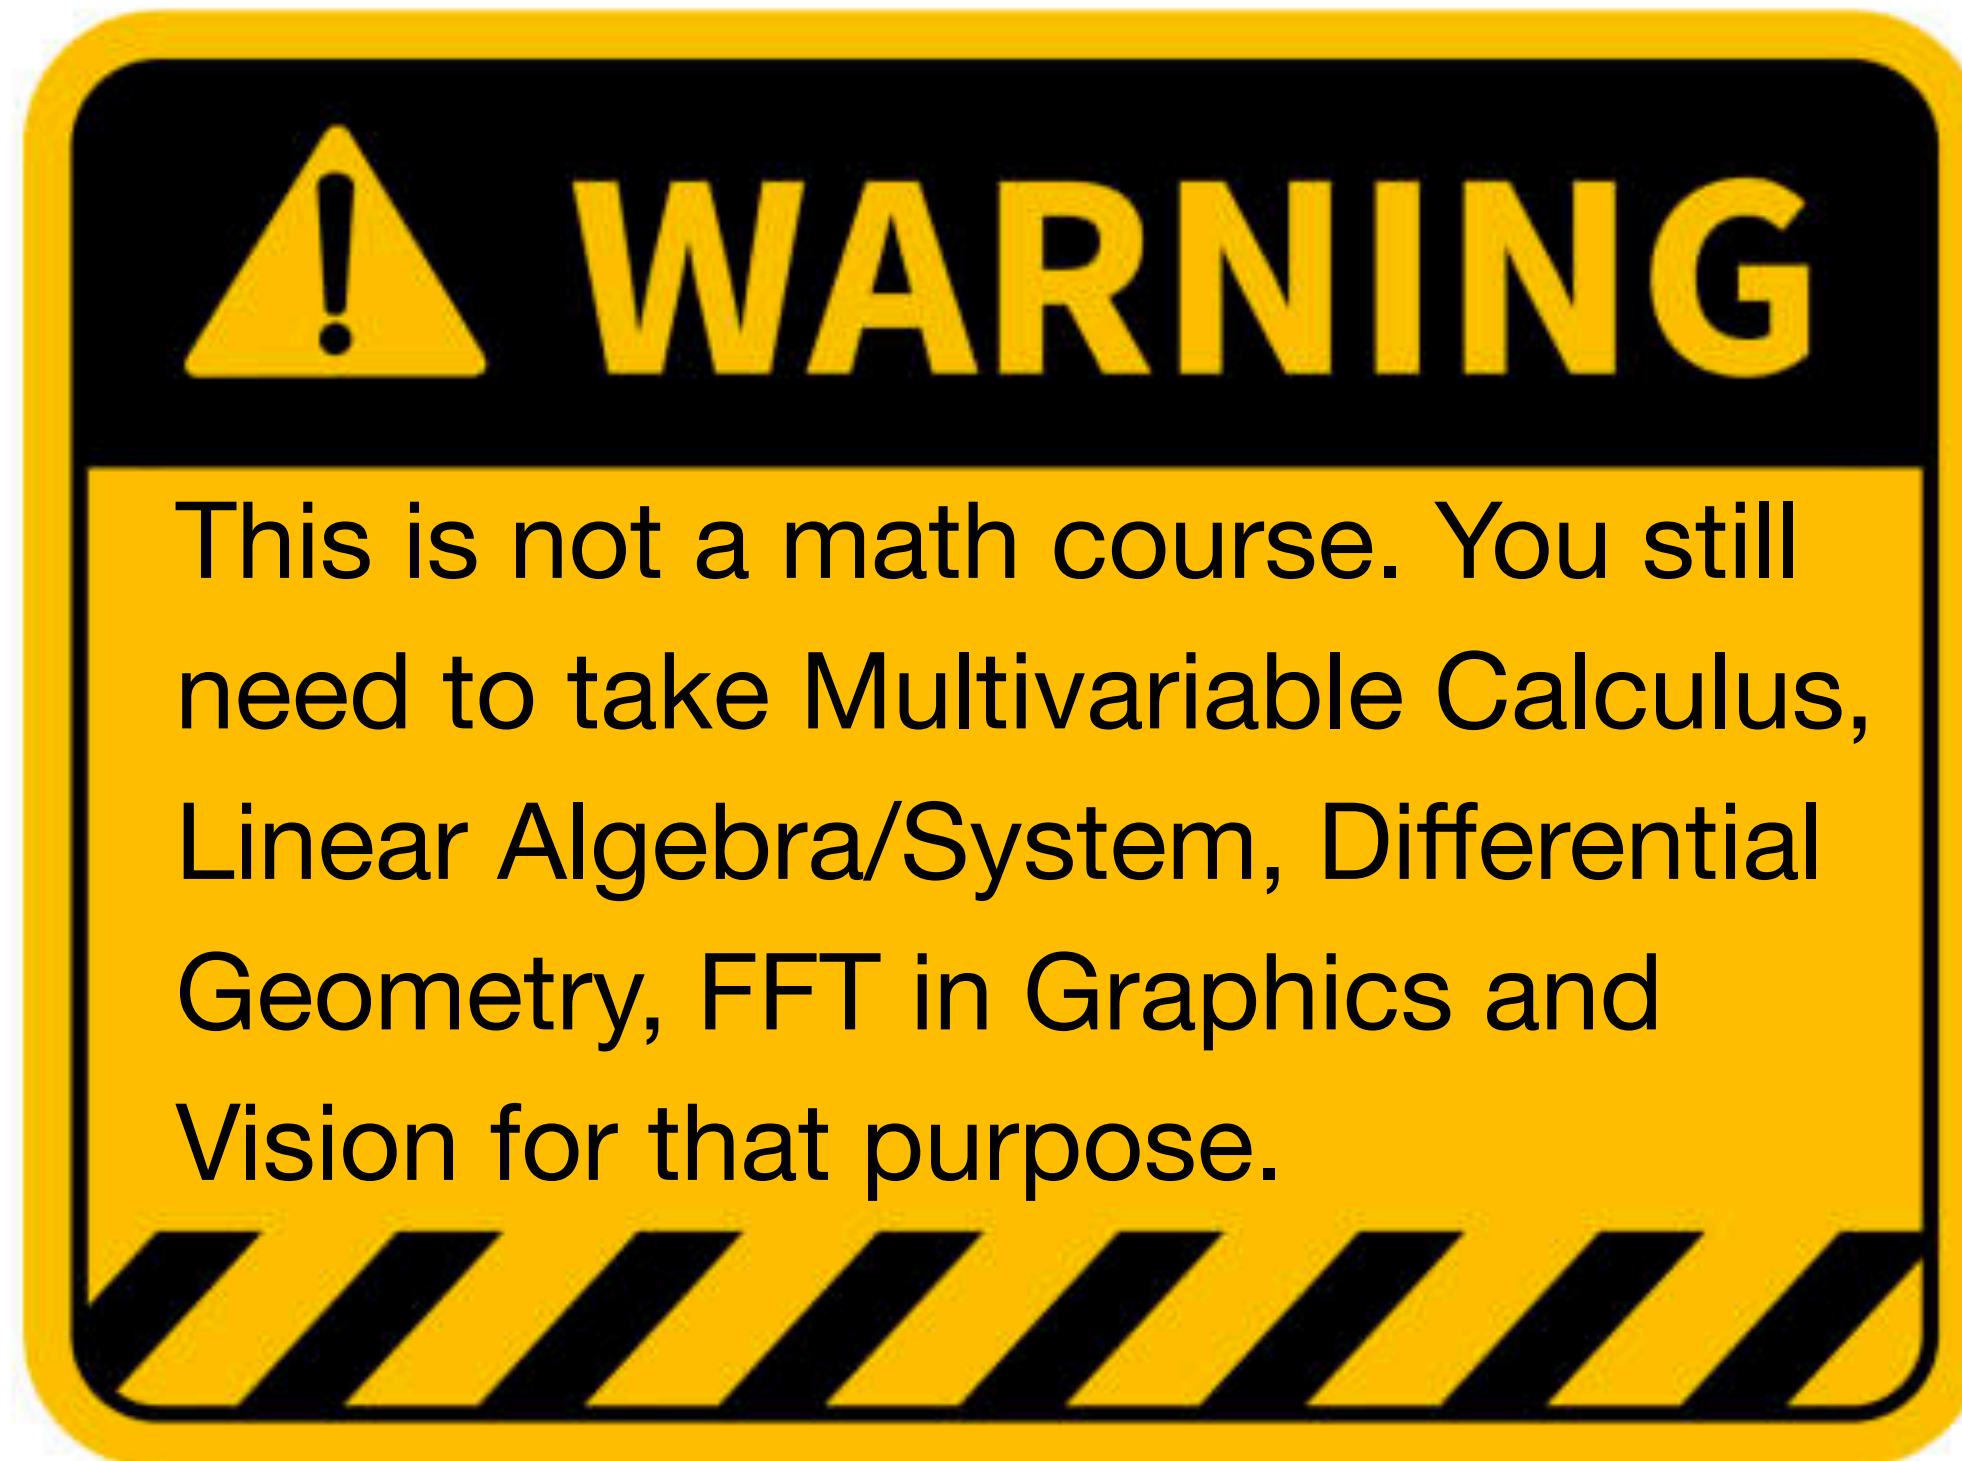 WARNING
This is not a math course. You still
need to take Multivariable Calculus,
Linear Algebra/System, Differential
Geometry, FFT in Graphics and
Vision for that purpose.